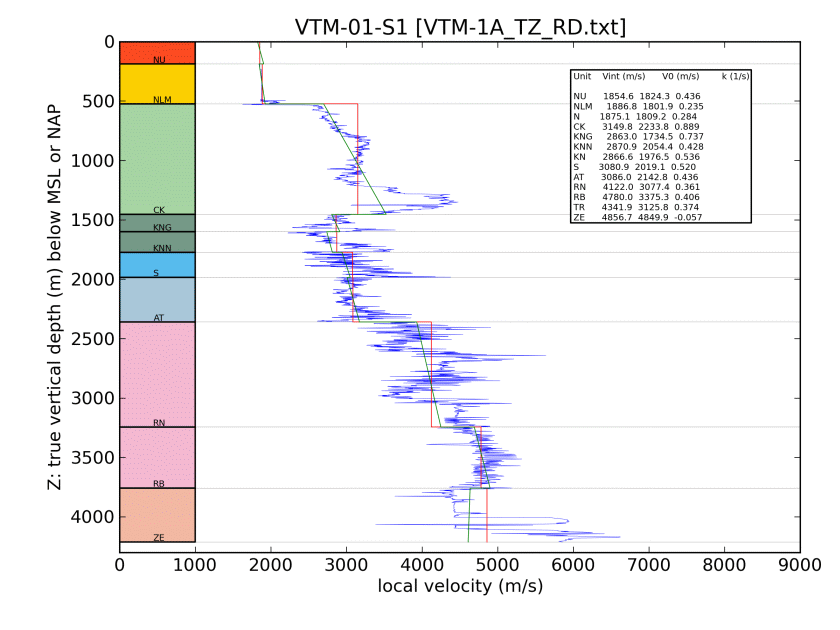 VTM-01-S1 [VTM-1A_TZ_RD.txt]
Z: true vertical depth (m) below MSL or NAP
0
500
1000
1500
2000
2500
3000
3500
4000
NU
NLM
CK
KNG
KNN
S
AT
RN
RB
ZE
Unit Vint (m/s) V0 (m/s) k (1/s)
NU 1854.6 1824.3 0.436
NLM 1886.8 1801.9 0.235
N 1875.1 1809.2 0.284
CK 3149.8 2233.8 0.889
KNG 2863.0 1734.5 0.737
KNN 2870.9 2054.4 0.428
KN 2866.6 1976.5 0.536
S 3080.9 2019.1 0.520
AT 3086.0 2142.8 0.436
RN 4122.0 3077.4 0.361
RB 4780.0 3375.3 0.406
TR 4341.9 3125.8 0.374
ZE 4856.7 4849.9 -0.057
0 1000 2000 3000 4000 5000 6000 7000 8000 9000
local velocity (m/s)